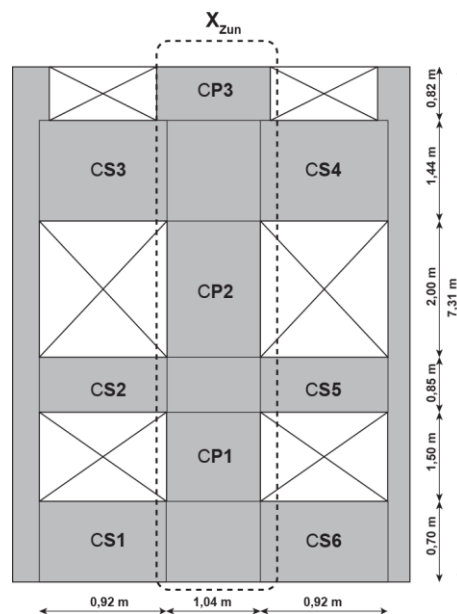 XZun
CP3
0,82 m
CS3
CS4
1,44 m
CP2
2,00 m
7.31 m
CS2
CS5
0,85 m
CP1
1,50 m
CS1
CS6
0,70 m
0,92 m
1,04 m
0,92 m